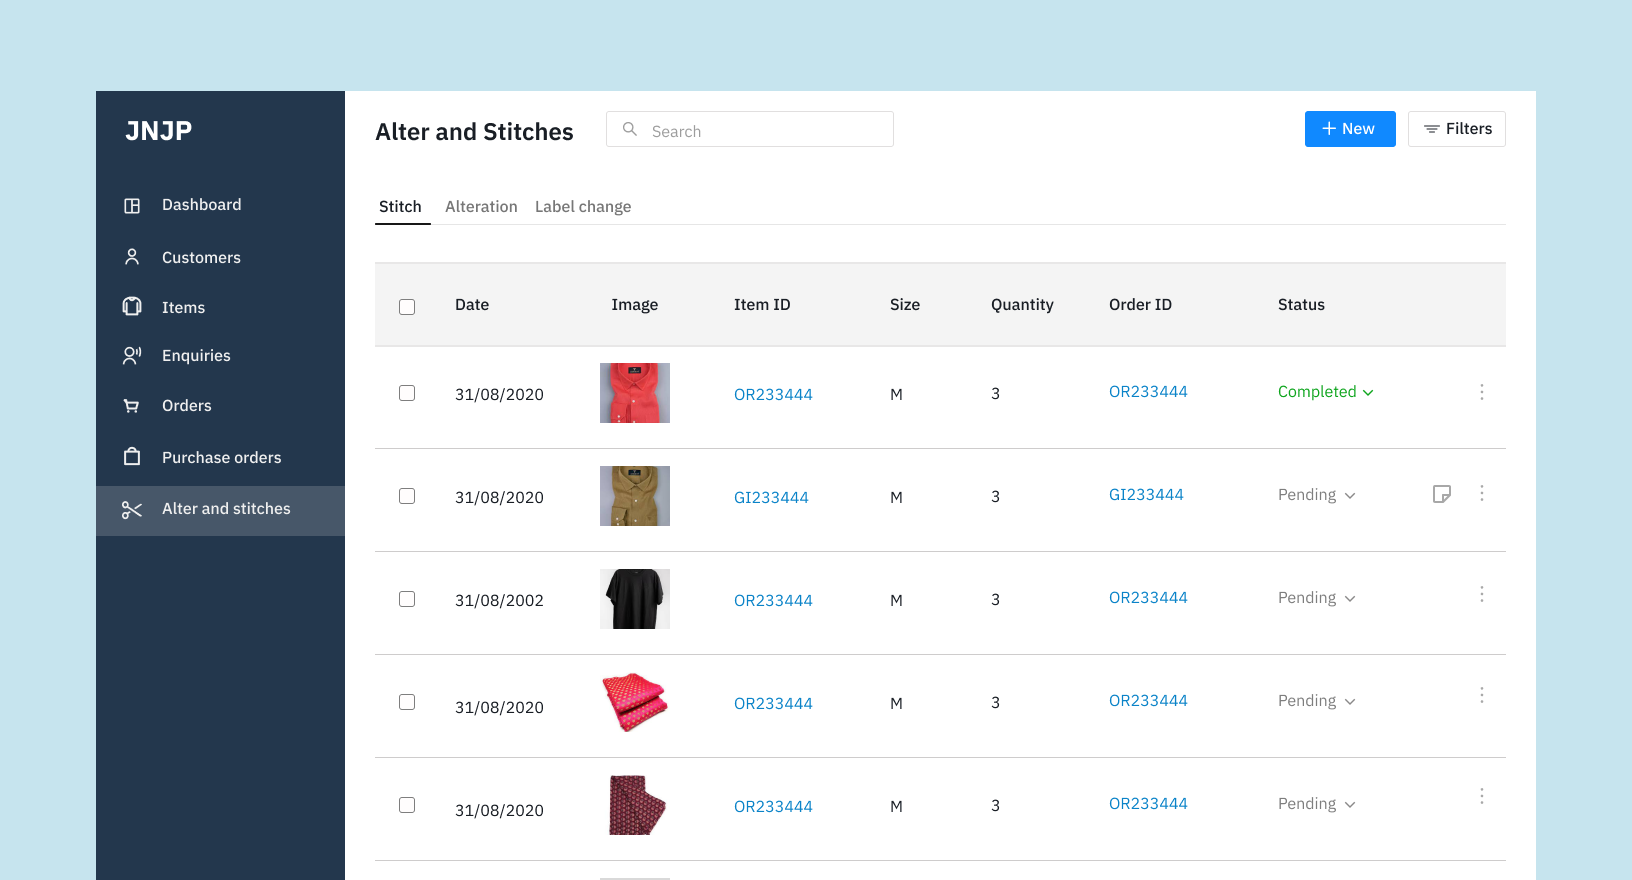 JNJP
Alter and Stitches
Search
New
Filters
Dashboard
Customers
Items
Enquiries
Orders
Purchase orders
Alter and stitches
Stitch Alteration Label change
Date Image Item ID Size Quantity Order ID Status
31/08/2020 OR233444 M 3 OR233444 Completed
31/08/2020 GI233444 M 3 GI233444 Pending
31/08/2002 OR233444 M 3 OR233444 Pending
31/08/2020 OR233444 M 3 OR233444 Pending
31/08/2020 OR233444 M 3 OR233444 Pending